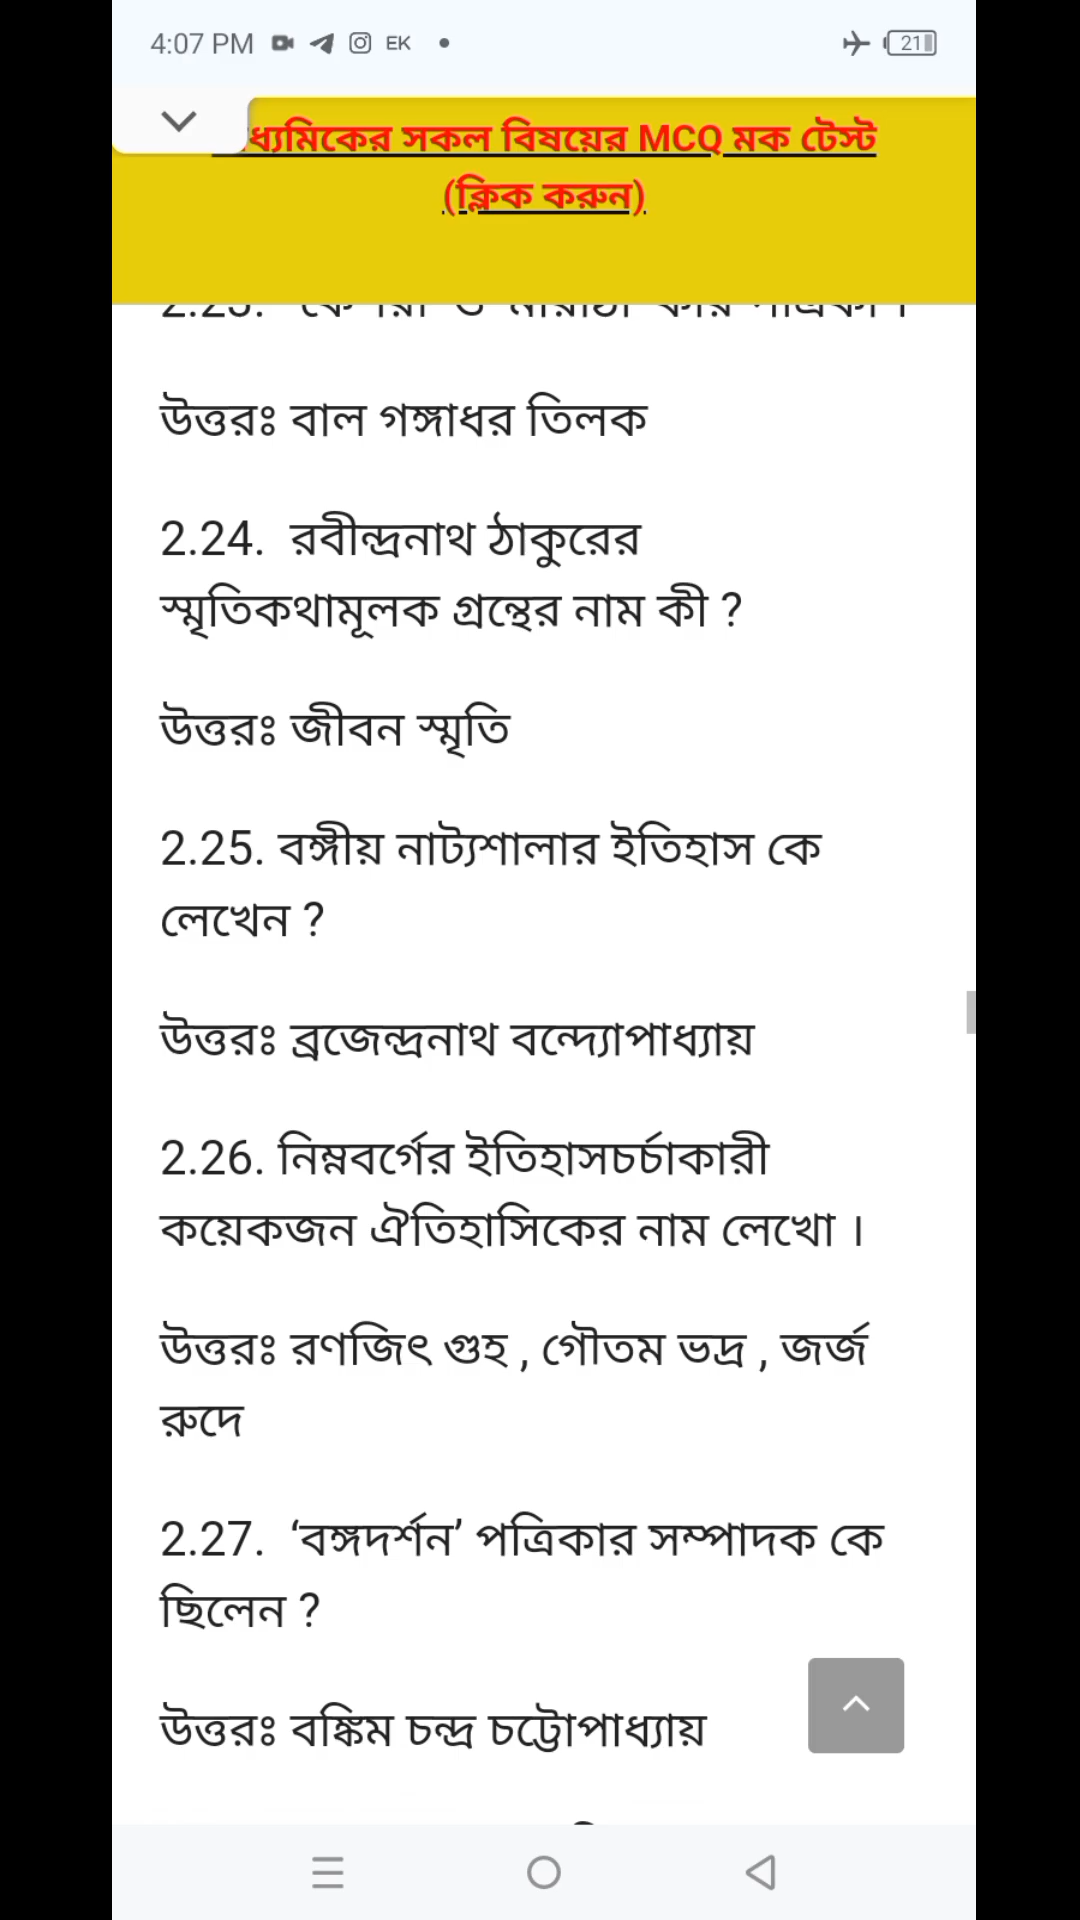 4:07 PM EK 21
ধ্যমিকের সকল বিষয়ের MCQ মক টেস্ট
(ক্লিক করুন)
উত্তরঃ বাল গঙ্গাধর তিলক
2.24. রবীন্দ্রনাথ ঠাকুরের
স্মৃতিকথামূলক গ্রন্থের নাম কী ?
উত্তরঃ জীবন স্মৃতি
2.25. বঙ্গীয় নাট্যশালার ইতিহাস কে
লেখেন ?
উত্তরঃ ব্রজেন্দ্রনাথ বন্দ্যোপাধ্যায়
2.26. নিম্নবর্গের ইতিহাসচর্চাকারী
কয়েকজন ঐতিহাসিকের নাম লেখো ।
উত্তরঃ রণজিৎ গুহ , গৌতম ভদ্র , জর্জ
রুদে
2.27. ‘বঙ্গদর্শন’ পত্রিকার সম্পাদক কে
ছিলেন ?
উত্তরঃ বঙ্কিম চন্দ্র চট্টোপাধ্যায়